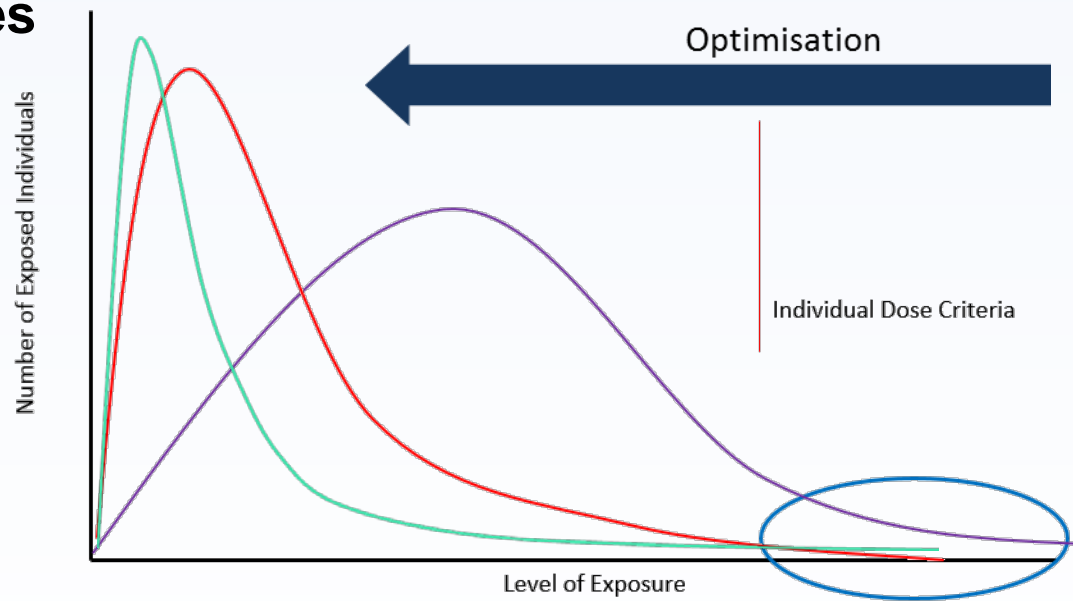 es
Optimisation
Number of Exposed Individuals
Individual Dose Criteria
Level of Exposure